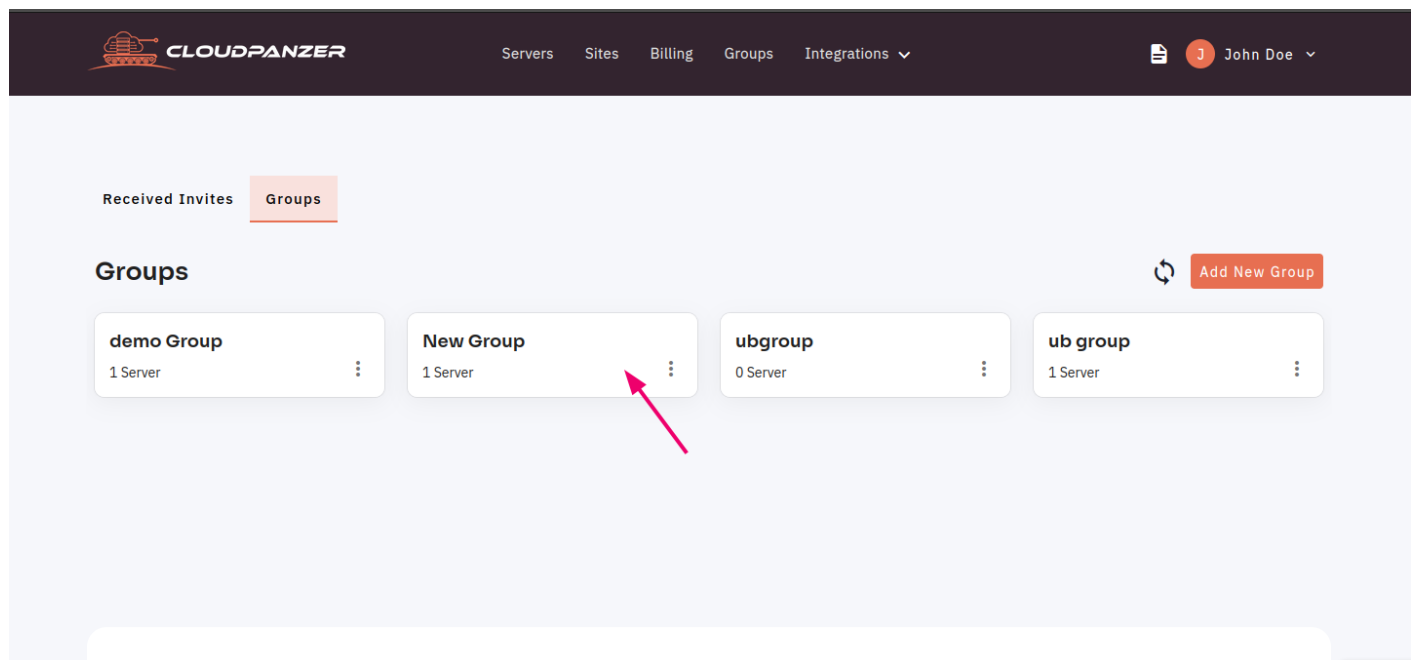 CLOUDPANZER Servers Sites Billing Groups Integrations J John Doe
Received Invites Groups
Groups Add New Group
demo Group New Group ubgroup ub group
1 Server 1 Server 0 Server 1 Server